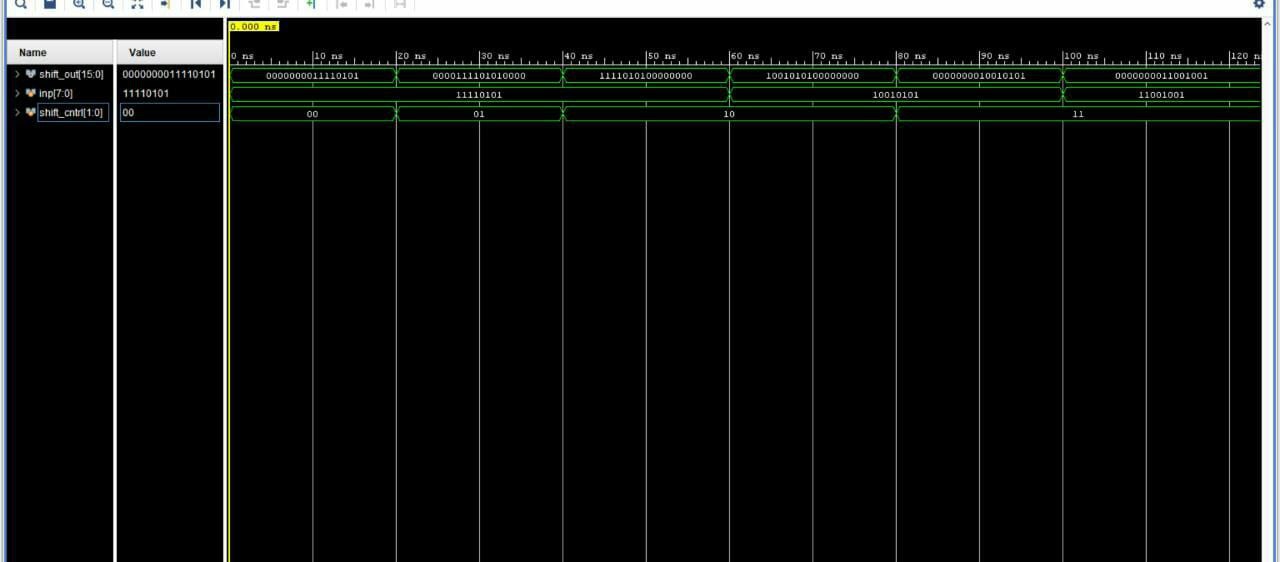 0.000 ns
Name Value
0 ns 10 ns 20 ns 30 ns 40 ns 50 ns 60 ns 70 ns 80 ns 90 ns 100 ns 110 ns 120 n
shift_out[15:0] 0000000011110101 0000000011110101 0000111101010000 1111010100000000 1001010100000000 0000000010010101 0000000011001001
inp[7:0] 11110101 11110101 10010101 11001001
shift_cntrl[1:0] 00 00 01 10 11